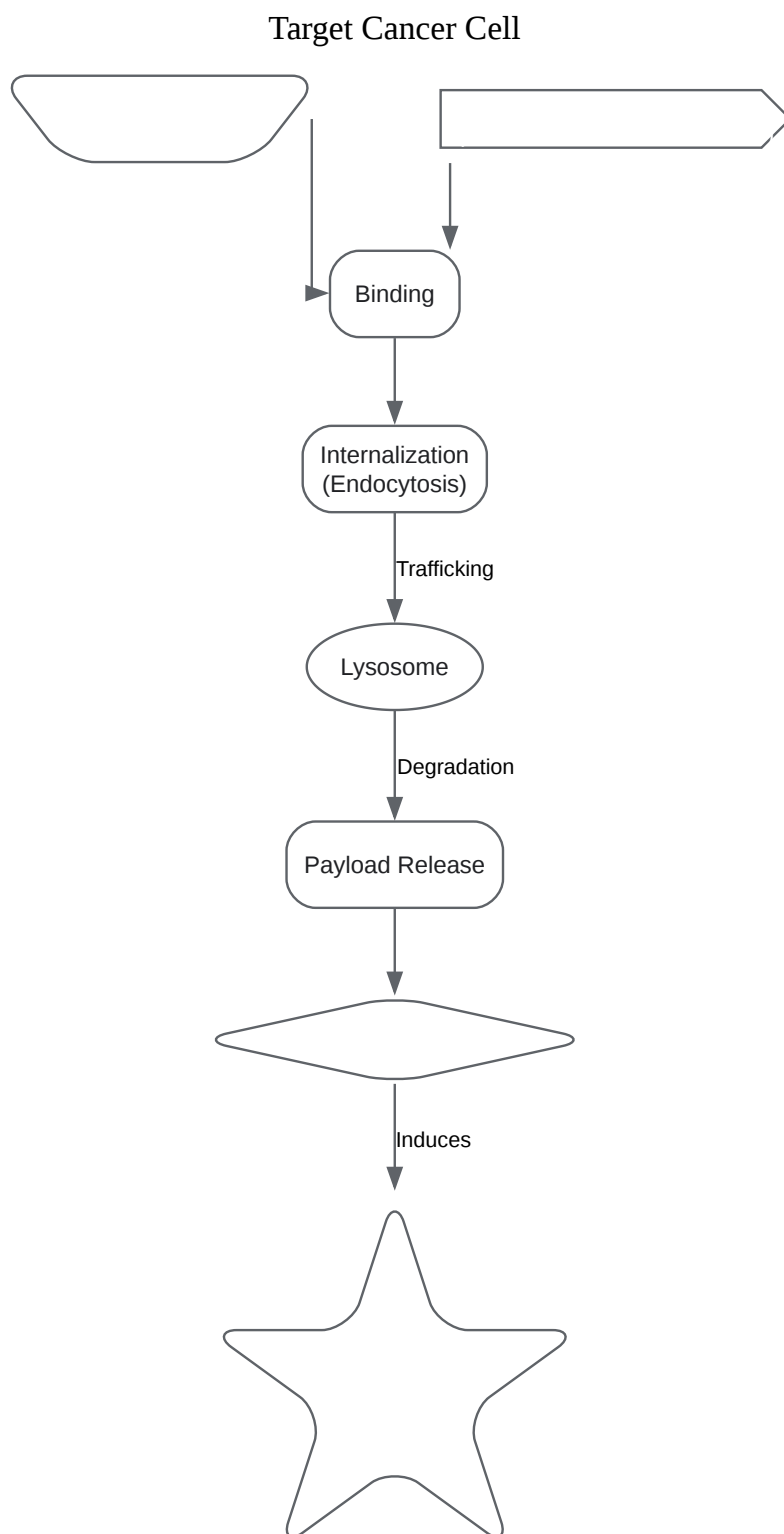 Target Cancer Cell
Binding
Internalization
(Endocytosis)
Trafficking
Lysosome
Degradation
Payload Release
Induces